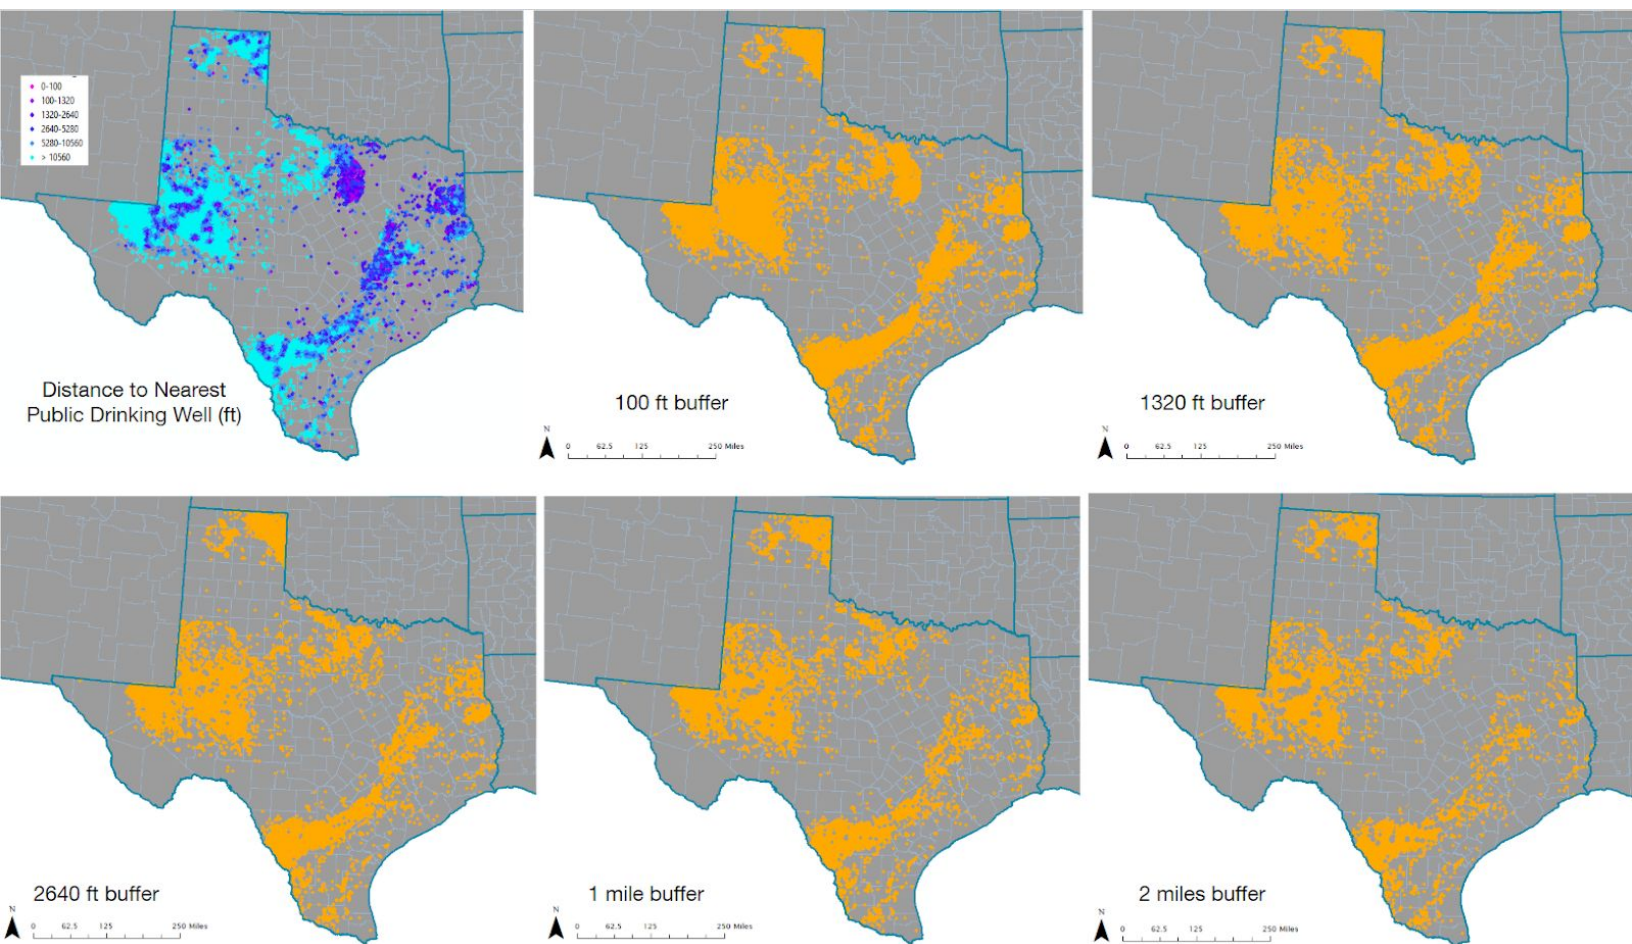 0-100
100-1320
1320-2640
2640-5280
5280-10560
> 10560
Distance to Nearest
Public Drinking Well (ft)
100 ft buffer
N
0 62.5 125 250 Miles
1320 ft buffer
N
0 62.5 125 250 Miles
2640 ft buffer
N
0 62.5 125 250 Miles
1 mile buffer
N
0 62.5 125 250 Miles
2 miles buffer
N
0 62.5 125 250 Miles